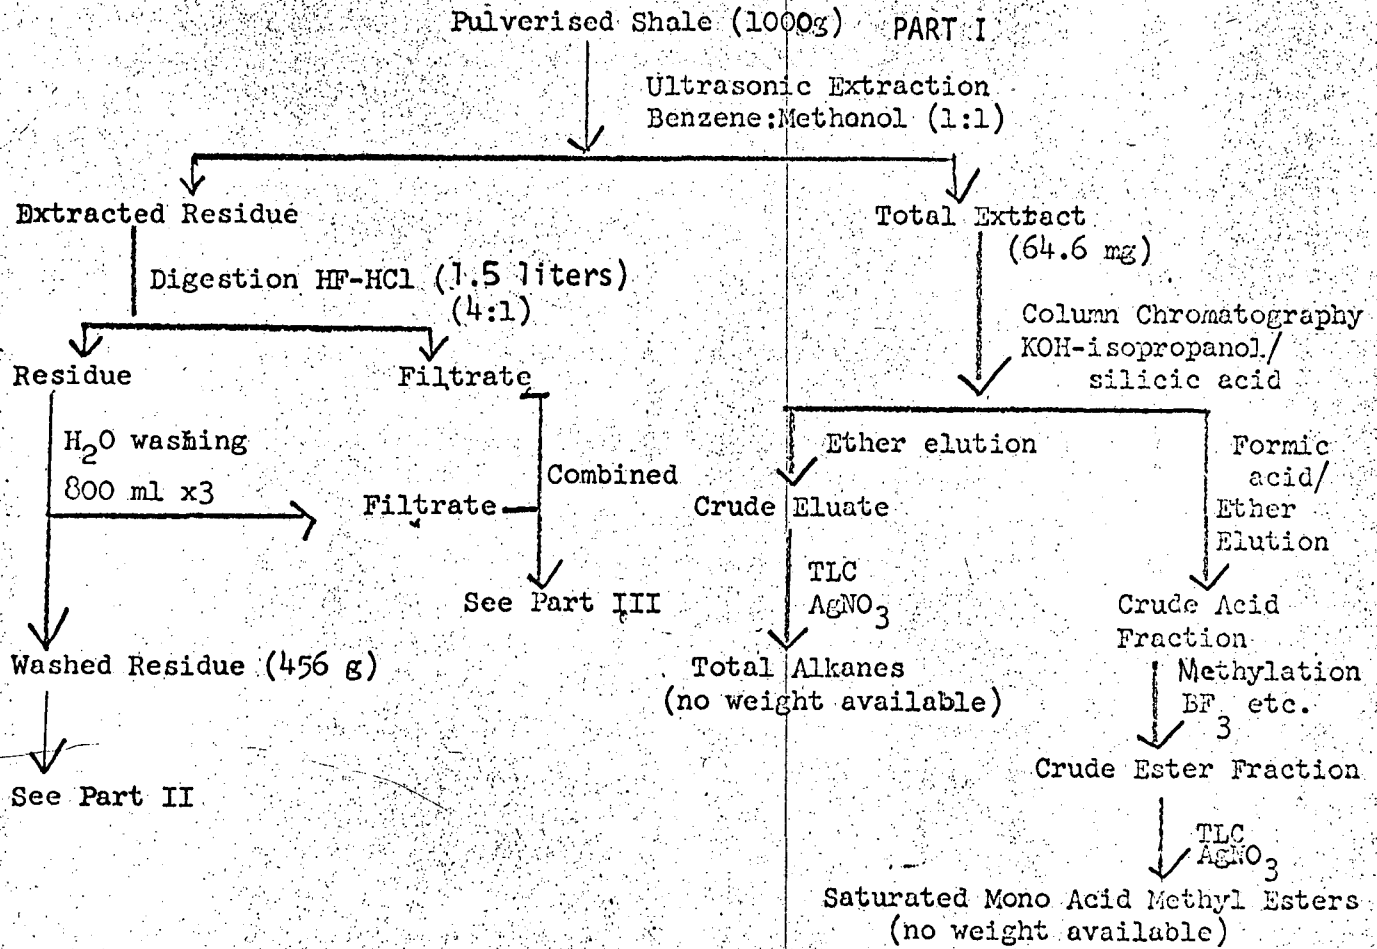 Pulverised Shale (1000g) PART I
Ultrasonic Extraction
Benzene:Methanol (1:1)
Extracted Residue
Total Extract
(64.6 mg)
Digestion HF-HCl (1.5 liters)
(4:1)
Column Chromatography
KOH-isopropanol/
silicic acid
Residue
Filtrate
H2O washing
800 ml x3
Filtrate
Combined
See Part III
Washed Residue (456 g)
See Part II
Ether elution
Crude Eluate
TLC
AgNO3
Total Alkanes
(no weight available)
Formic
acid/
Ether
Elution
Crude Acid
Fraction
Methylation
BF3 etc.
Crude Ester Fraction
TLC
AgNO3
Saturated Mono Acid Methyl Esters
(no weight available)